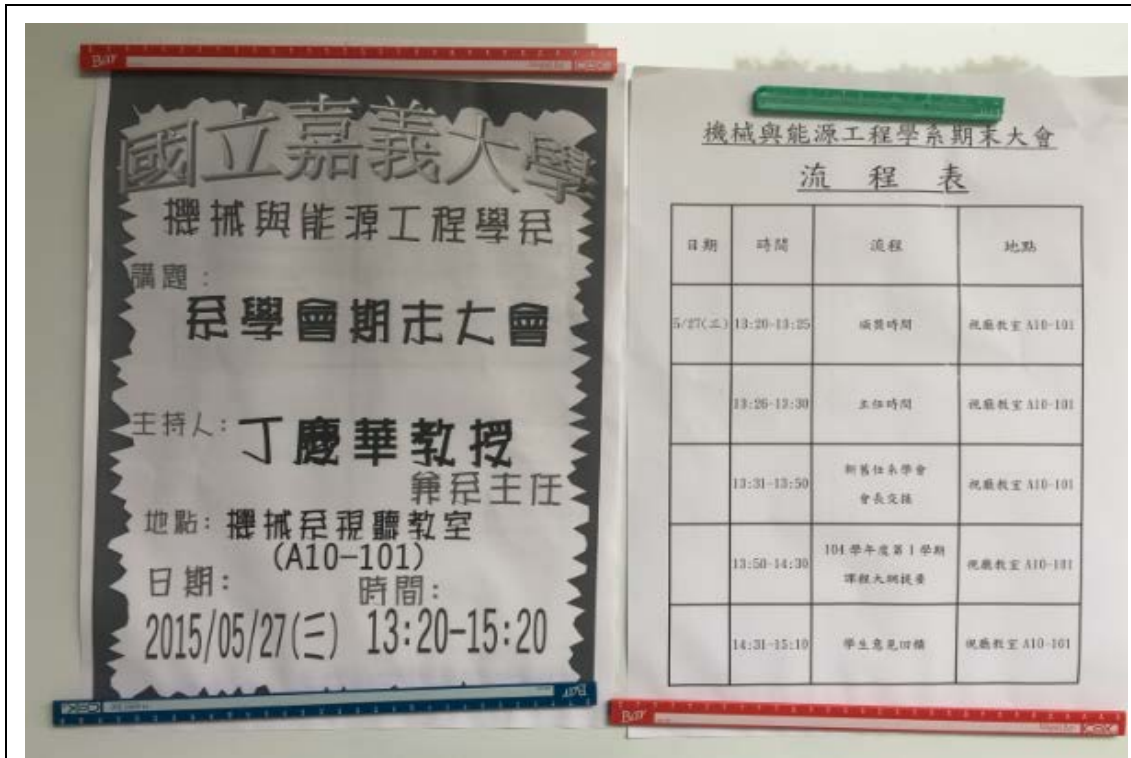 國立嘉義大學
機械與能源工程學系
講題:
系學會期末大會
主持人: 丁慶華教授
兼系主任
地點: 機械系視聽教室
(A10-101)
日期: 時間:
2015/05/27(三) 13:20-15:20
機械與能源工程學系期末大會
流 程 表
日期 時間 流程 地點
5/27(三) 13:20-13:25 頒獎時間 視廳教室 A10-101
13:26-13:30 主任時間 視廳教室 A10-101
13:31-13:50 新舊任系學會 會長交接 視廳教室 A10-101
13:50-14:30 104 學年度第 1 學期 課程大綱提要 視廳教室 A10-101
14:31-15:10 學生意見回饋 視廳教室 A10-101